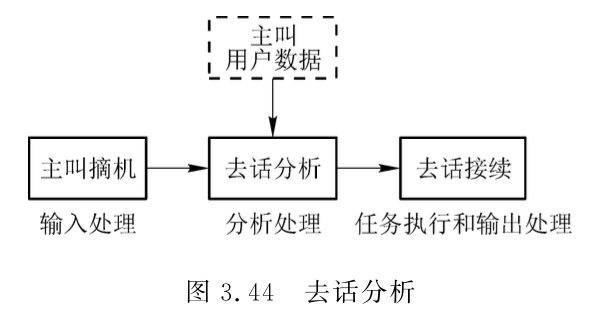 主叫
用户数据
主叫摘机
去话分析
去话接续
输入处理
分析处理
任务执行和输出处理
图 3.44 去话分析